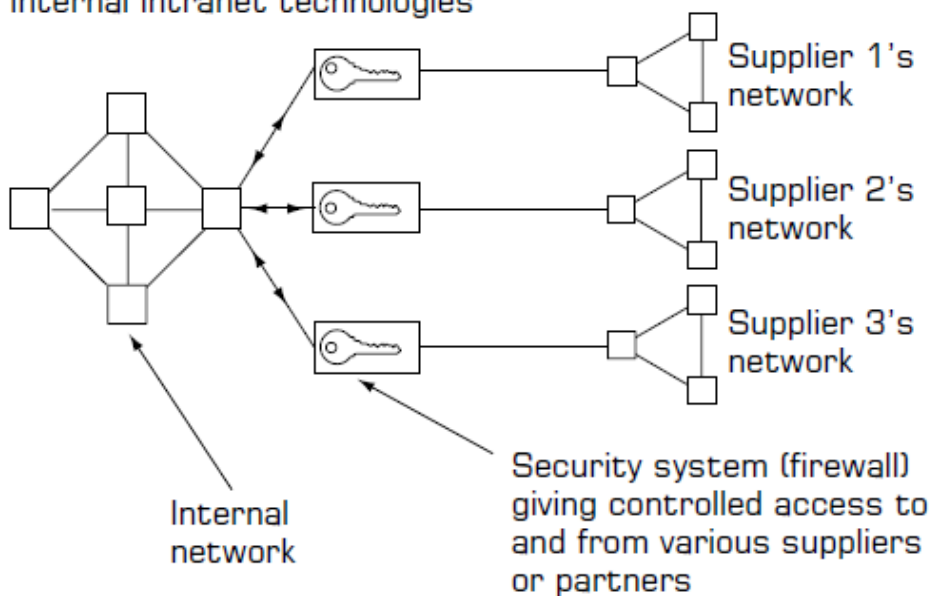 internal intranet technologies
Supplier 1's
network
Supplier 2's
network
Supplier 3's
network
Internal
network
Security system (firewall)
giving controlled access to
and from various suppliers
or partners